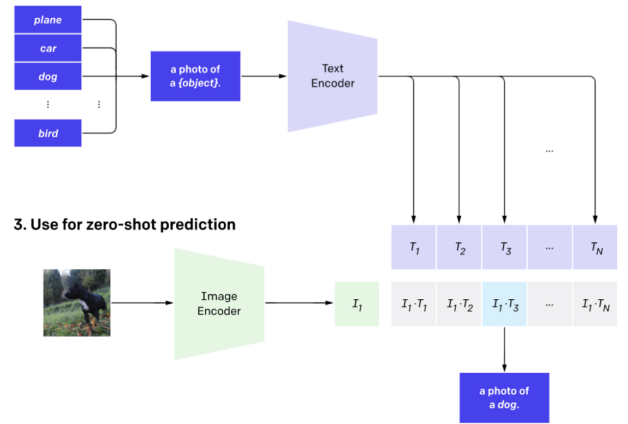 plane
car
dog
⋮ ⋮
bird
a photo of
a {object}.
Text
Encoder
...
3. Use for zero-shot prediction
T1 T2 T3 ... TN
Image
Encoder
I1
I1·T1 I1·T2 I1·T3 ... I1·TN
a photo of
a dog.